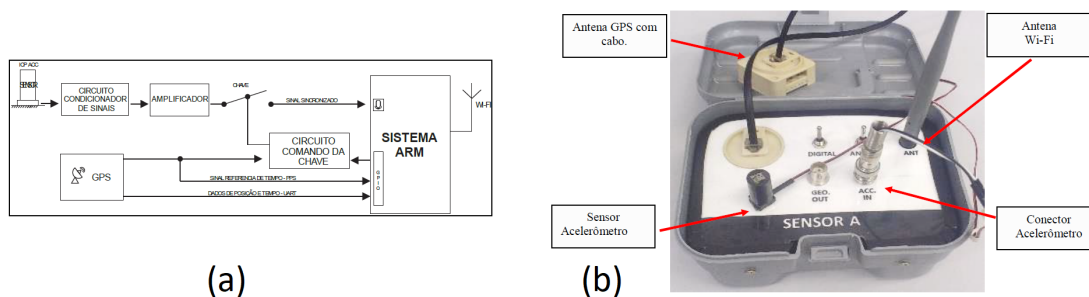 ICP ACC
SENSOR
CIRCUITO
CONDICIONADOR
DE SINAIS
AMPLIFICADOR
CHAVE
SINAL SINCRONIZADO
WI-FI
SISTEMA
ARM
CIRCUITO
COMANDO DA
CHAVE
GPS
GPIO
SINAL REFERÊNCIA DE TEMPO - PPS
DADOS DE POSIÇÃO E TEMPO - UART
(a)
Antena GPS com
cabo.
Antena
Wi-Fi
DIGITAL
ANT
GEO.
OUT
ACC.
IN
SENSOR A
Sensor
Acelerômetro
Conector
Acelerômetro
(b)